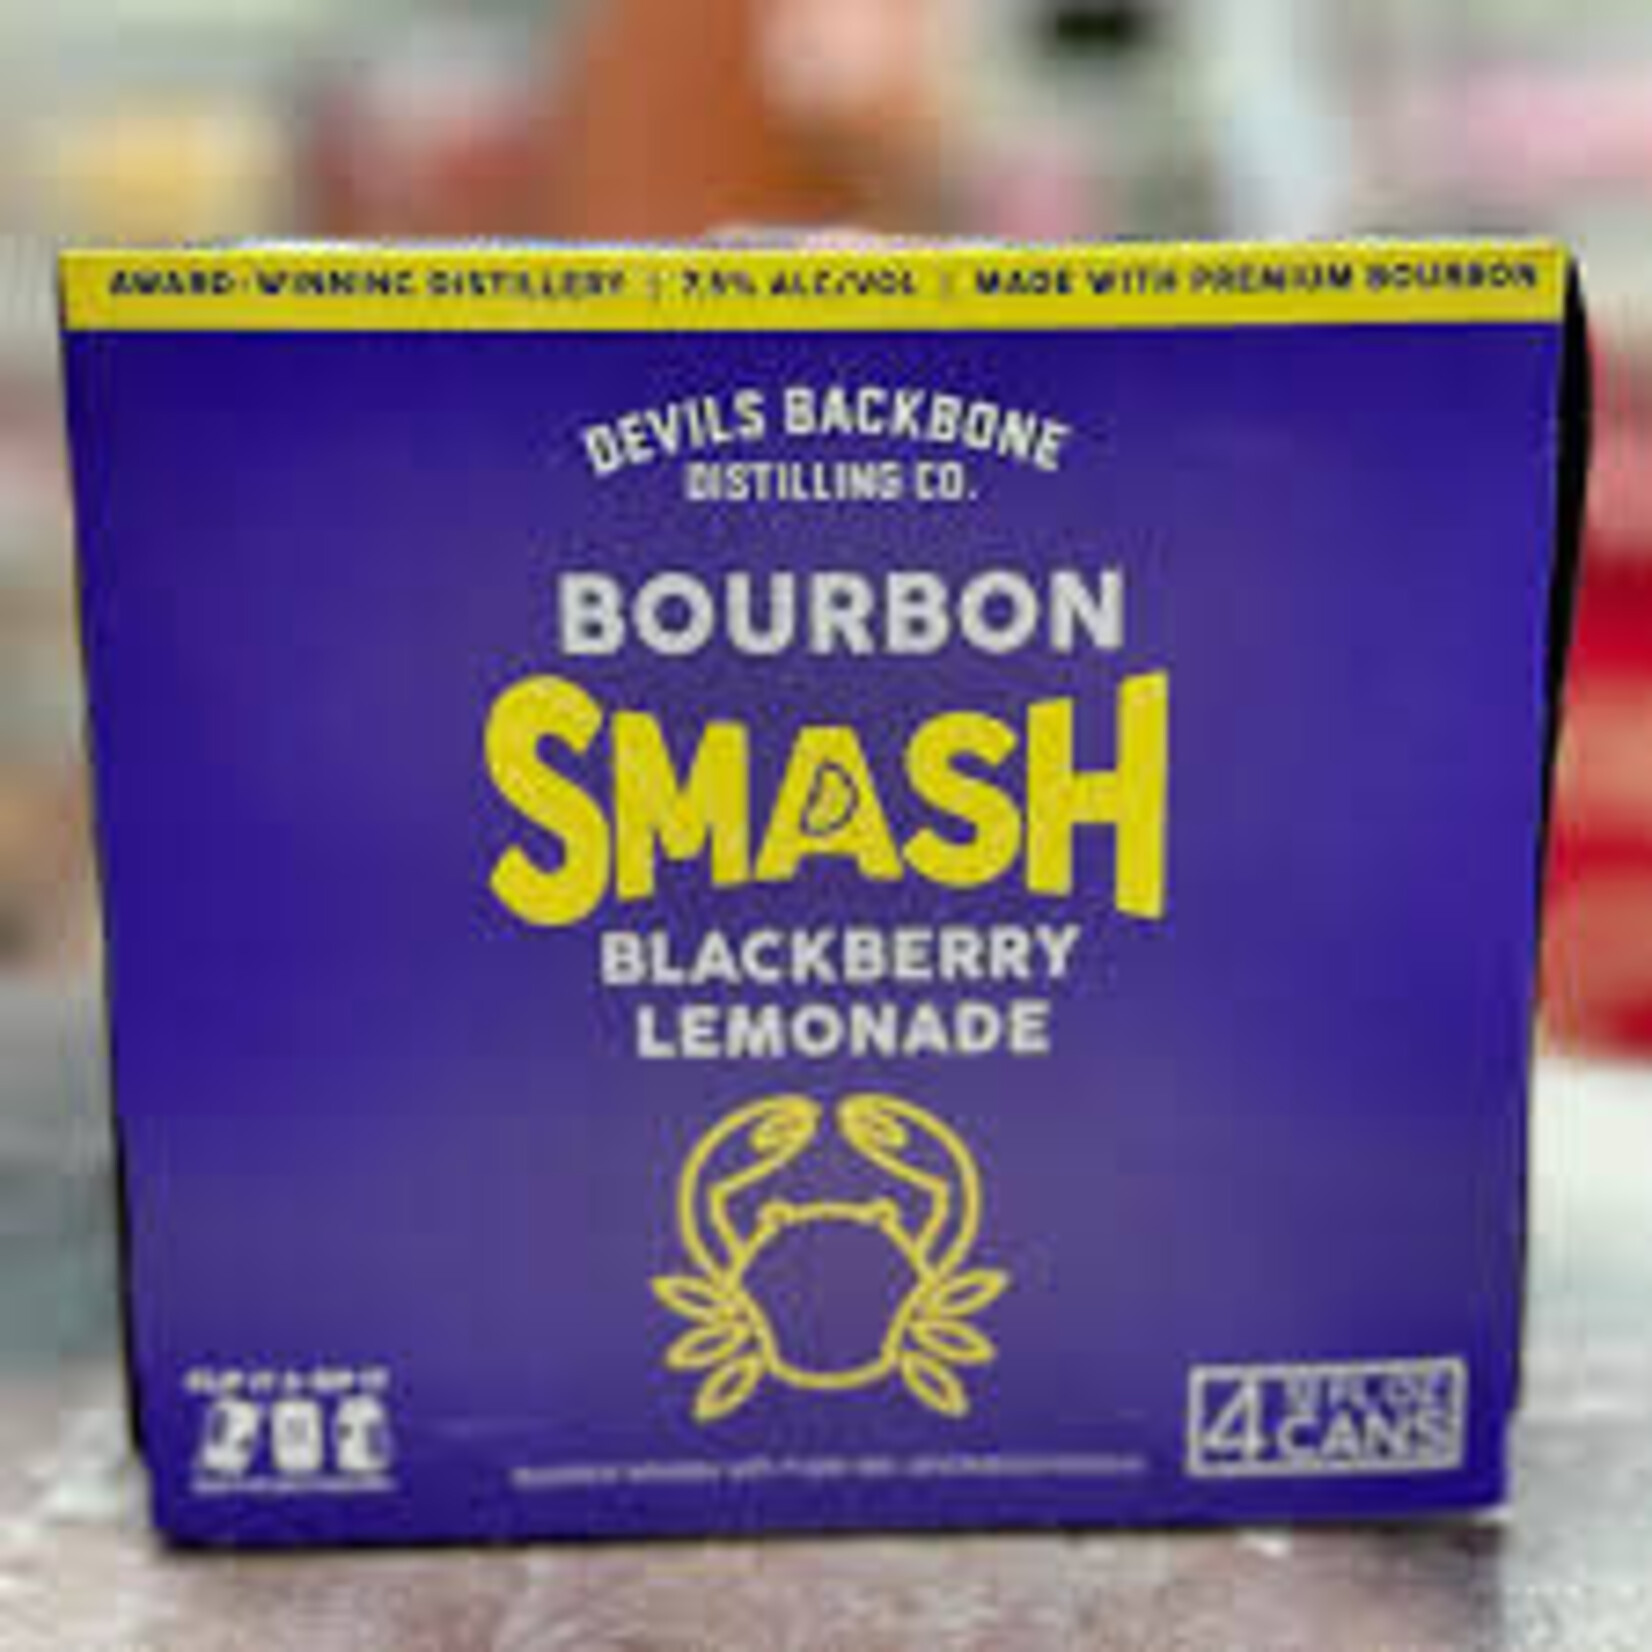 AWARD-WINNING DISTILLERY | 7.5% ALC/VOL | MADE WITH PREMIUM BOURBON
DEVILS BACKBONE
DISTILLING CO.
BOURBON
SMASH
BLACKBERRY
LEMONADE
4 CANS